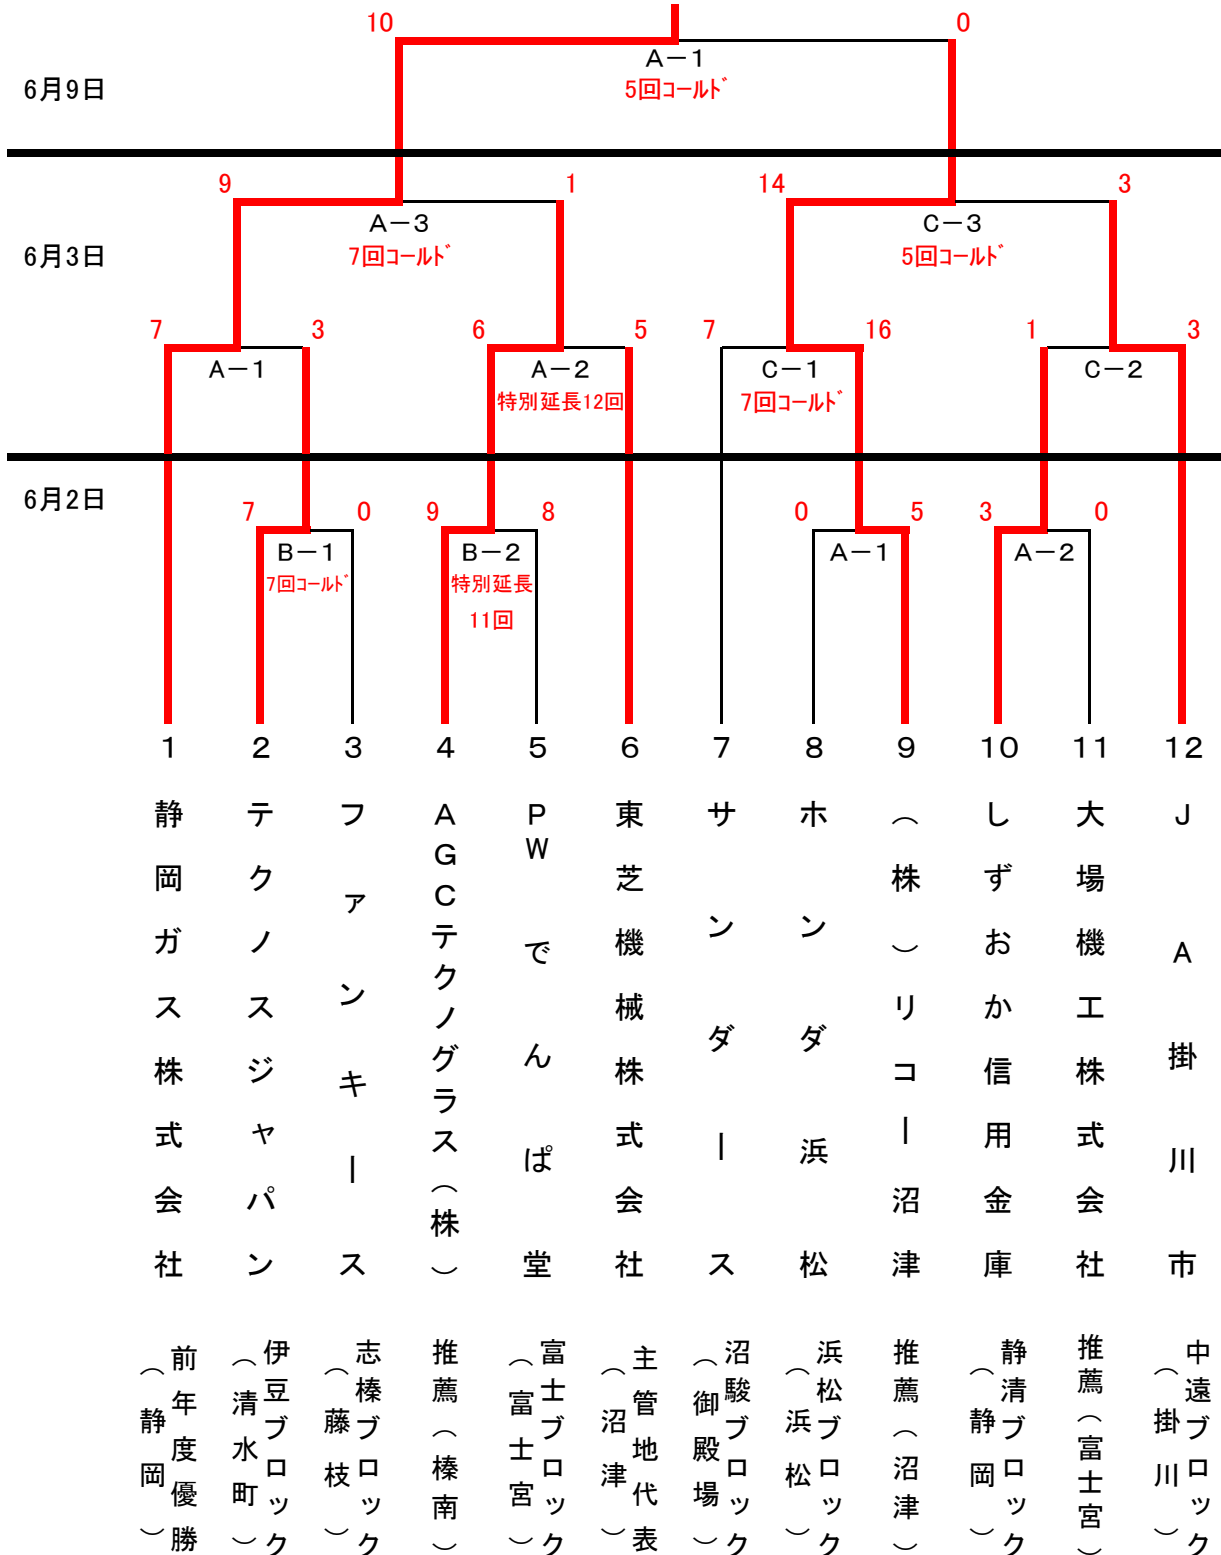 10
0
A－1
6月9日
5回コールド
9
1
14
3
A－3
C－3
6月3日
7回コールド
5回コールド
7
3
6
5
7
16
1
3
A－1
A－2
C－1
C－2
特別延長12回
7回コールド
6月2日
7
0
9
8
0
5
3
0
B－1
B－2
A－1
A－2
7回コールド
特別延長
11回
1
2
3
4
5
6
7
8
9
10
11
12
静岡ガス株式会社
テクノスジャパン
ファンキース
AGCテクノグラス（株）
PWでんぱ堂
東芝機械株式会社
サンダース
ホンダ浜松
（株）リコー沼津
しずおか信用金庫
大場機工株式会社
JA掛川市
前年度優勝
（静岡）
伊豆ブロック
（清水町）
志榛ブロック
（藤枝）
推薦（榛南）
富士ブロック
（富士宮）
主管地代表
（沼津）
沼駿ブロック
（御殿場）
浜松ブロック
（浜松）
推薦（沼津）
静清ブロック
（静岡）
推薦（富士宮）
中遠ブロック
（掛川）